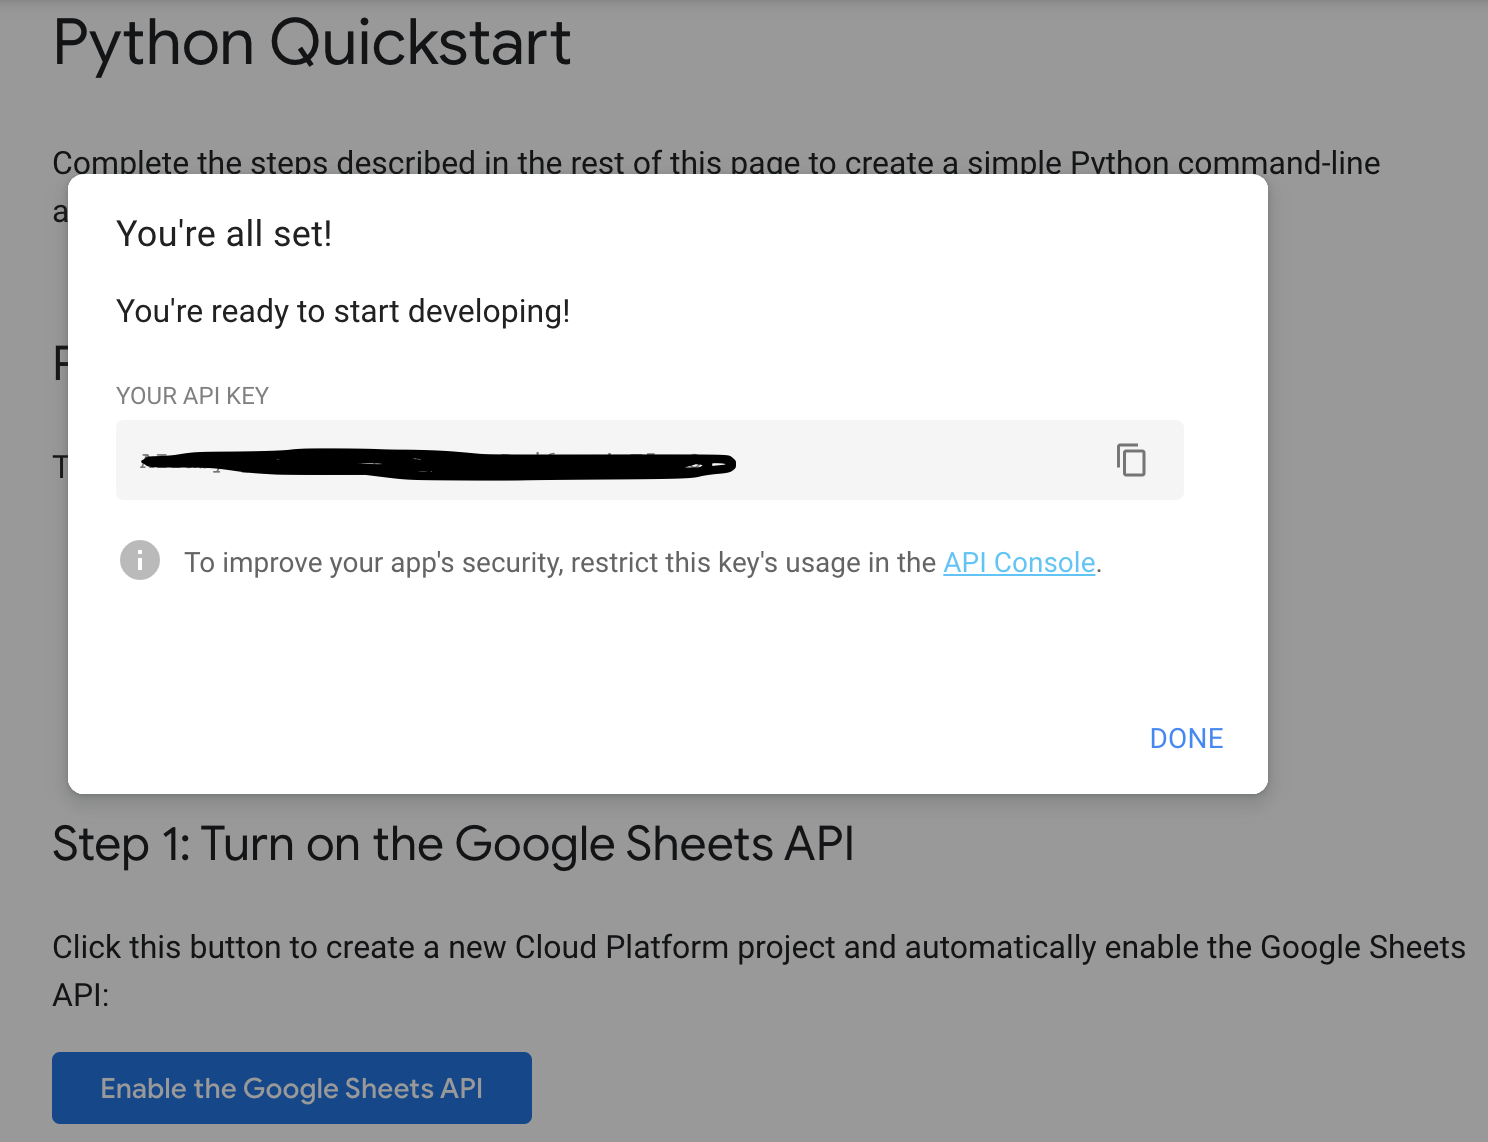 Python Quickstart
Complete the steps described in the rest of this page to create a simple Python command-line
a
You're all set!
You're ready to start developing!
F
YOUR API KEY
T
To improve your app's security, restrict this key's usage in the API Console.
DONE
Step 1: Turn on the Google Sheets API
Click this button to create a new Cloud Platform project and automatically enable the Google Sheets
API:
Enable the Google Sheets API